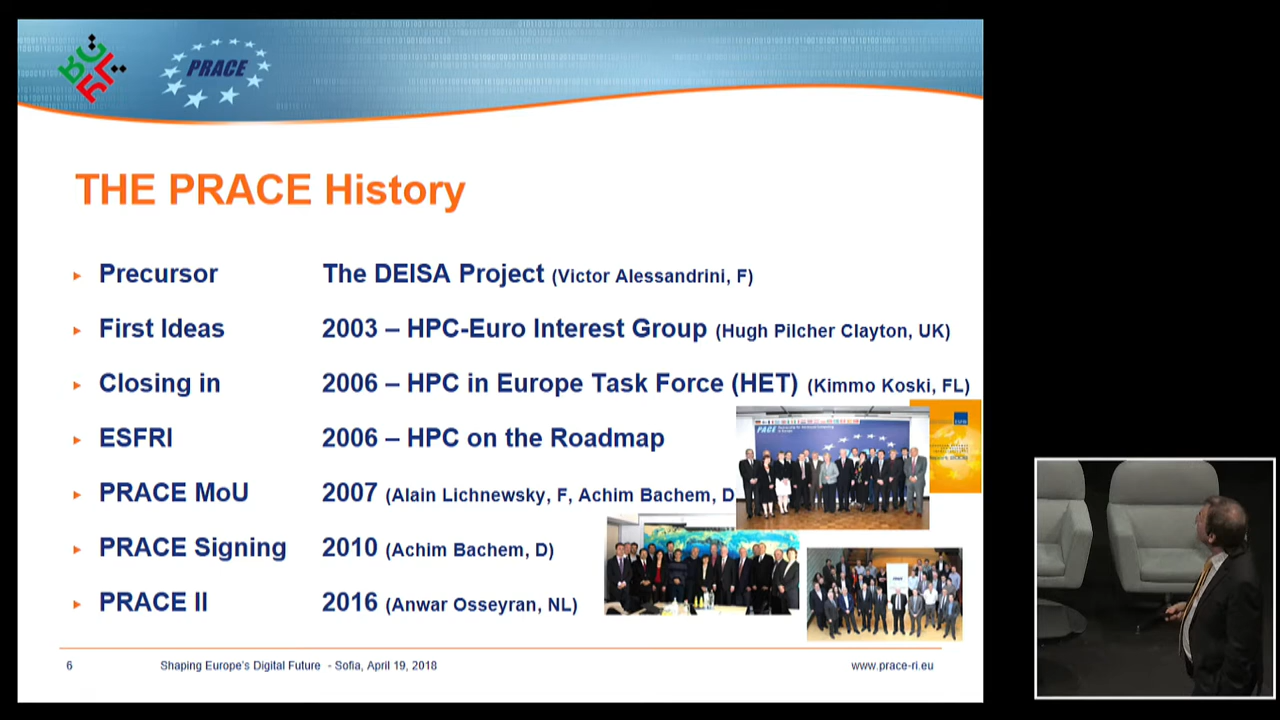 PRACE
THE PRACE History
Precursor The DEISA Project (Victor Alessandrini, F)
First Ideas 2003 – HPC-Euro Interest Group (Hugh Pilcher Clayton, UK)
Closing in 2006 – HPC in Europe Task Force (HET) (Kimmo Koski, FL)
ESFRI 2006 – HPC on the Roadmap
PRACE MoU 2007 (Alain Lichnewsky, F, Achim Bachem, D
PRACE Signing 2010 (Achim Bachem, D)
PRACE II 2016 (Anwar Osseyran, NL)
6 Shaping Europe's Digital Future - Sofia, April 19, 2018 www.prace-ri.eu